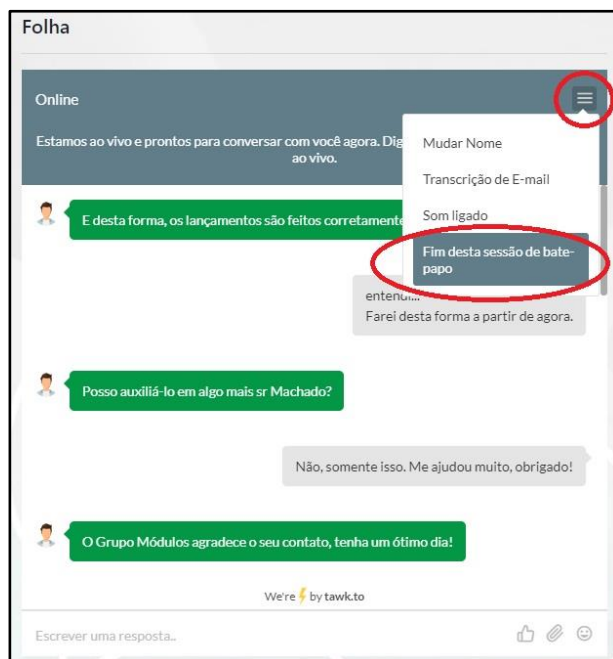 Folha
Online
Estamos ao vivo e prontos para conversar com você agora. Dig
ao vivo.
Mudar Nome
Transcrição de E-mail
Som ligado
Fim desta sessão de bate-
papo
E desta forma, os lançamentos são feitos corretamente
entendi...
Farei desta forma a partir de agora.
Posso auxiliá-lo em algo mais sr Machado?
Não, somente isso. Me ajudou muito, obrigado!
O Grupo Módulos agradece o seu contato, tenha um ótimo dia!
We're by tawk.to
Escrever uma resposta..